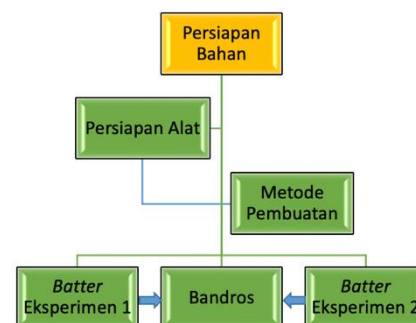 Persiapan
Bahan
Persiapan Alat
Metode
Pembuatan
Batter
Eksperimen 1
Bandros
Batter
Eksperimen 2